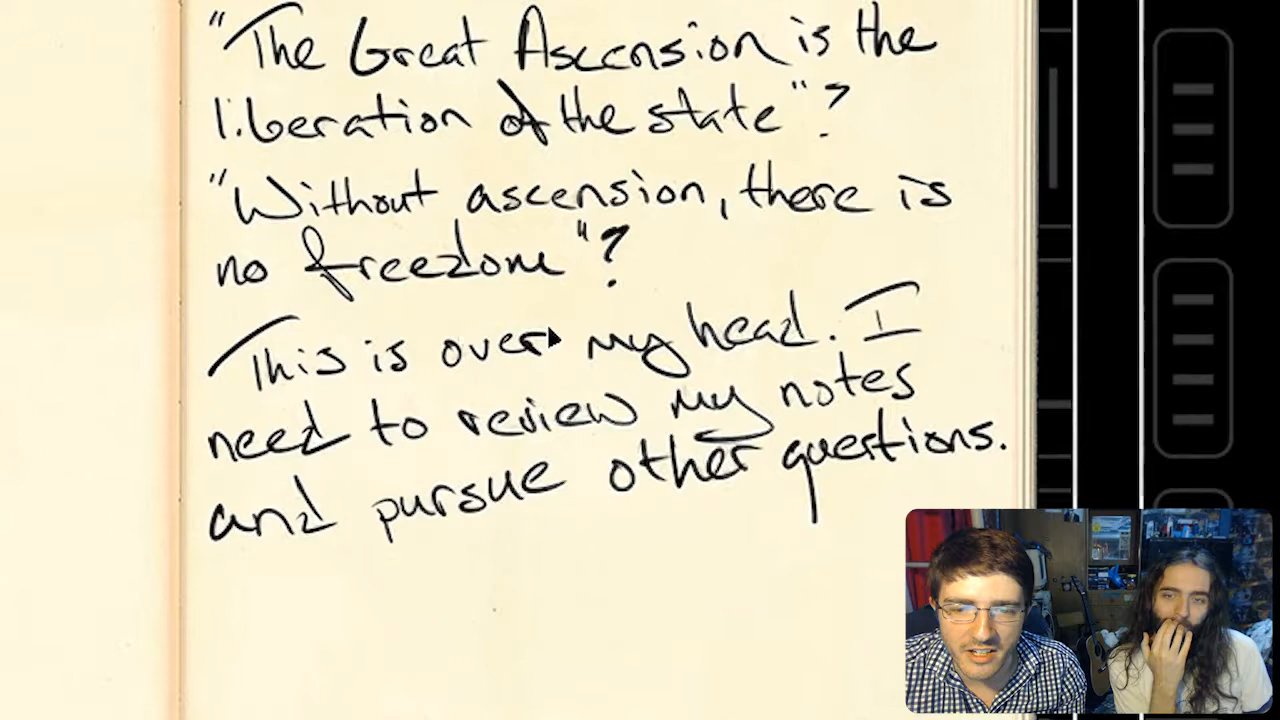 "The Great Ascension is the
liberation of the state"?
"Without ascension, there is
no freedom"?
This is over my head. I
need to review my notes
and pursue other questions.